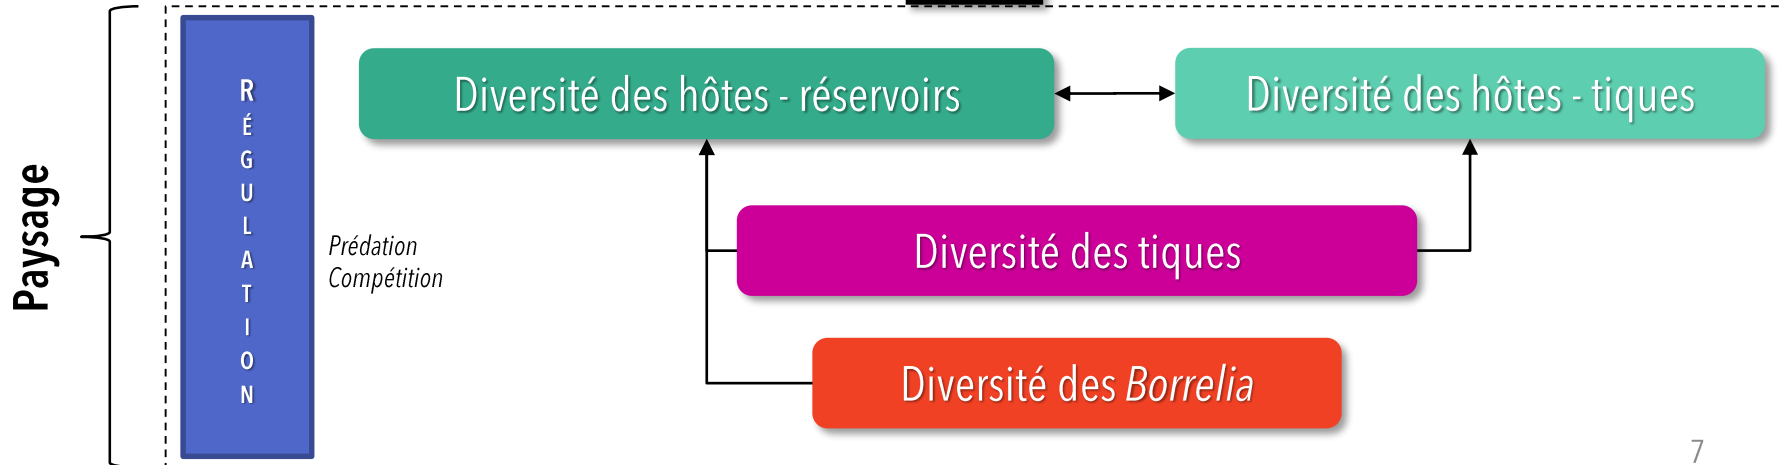 Paysage
RÉGULATION
Diversité des hôtes - réservoirs
Diversité des hôtes - tiques
Prédation
Compétition
Diversité des tiques
Diversité des Borrelia
7